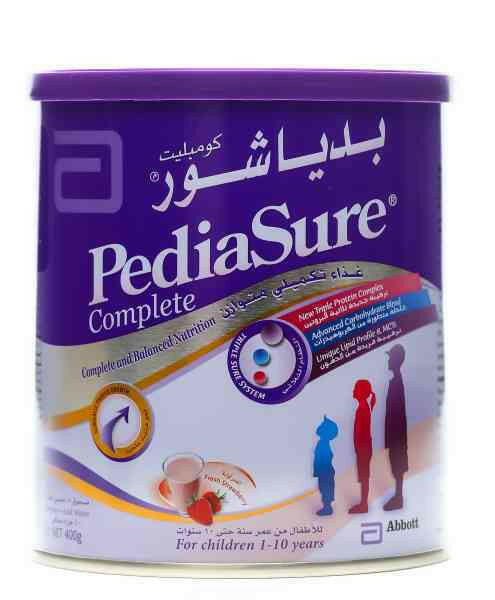 كومبليت
بدياشور
PediaSure®
Complete
غذاء تكميلي متوازن
Complete and Balanced Nutrition
New Triple Protein Complex
Advanced Carbohydrate Blend
Unique Lipid Profile & MCTs
TRIPLE SURE SYSTEM
Fresh Strawberry
NET 400g
للأطفال من عمر سنة حتى ١٠ سنوات
For children 1-10 years
Abbott